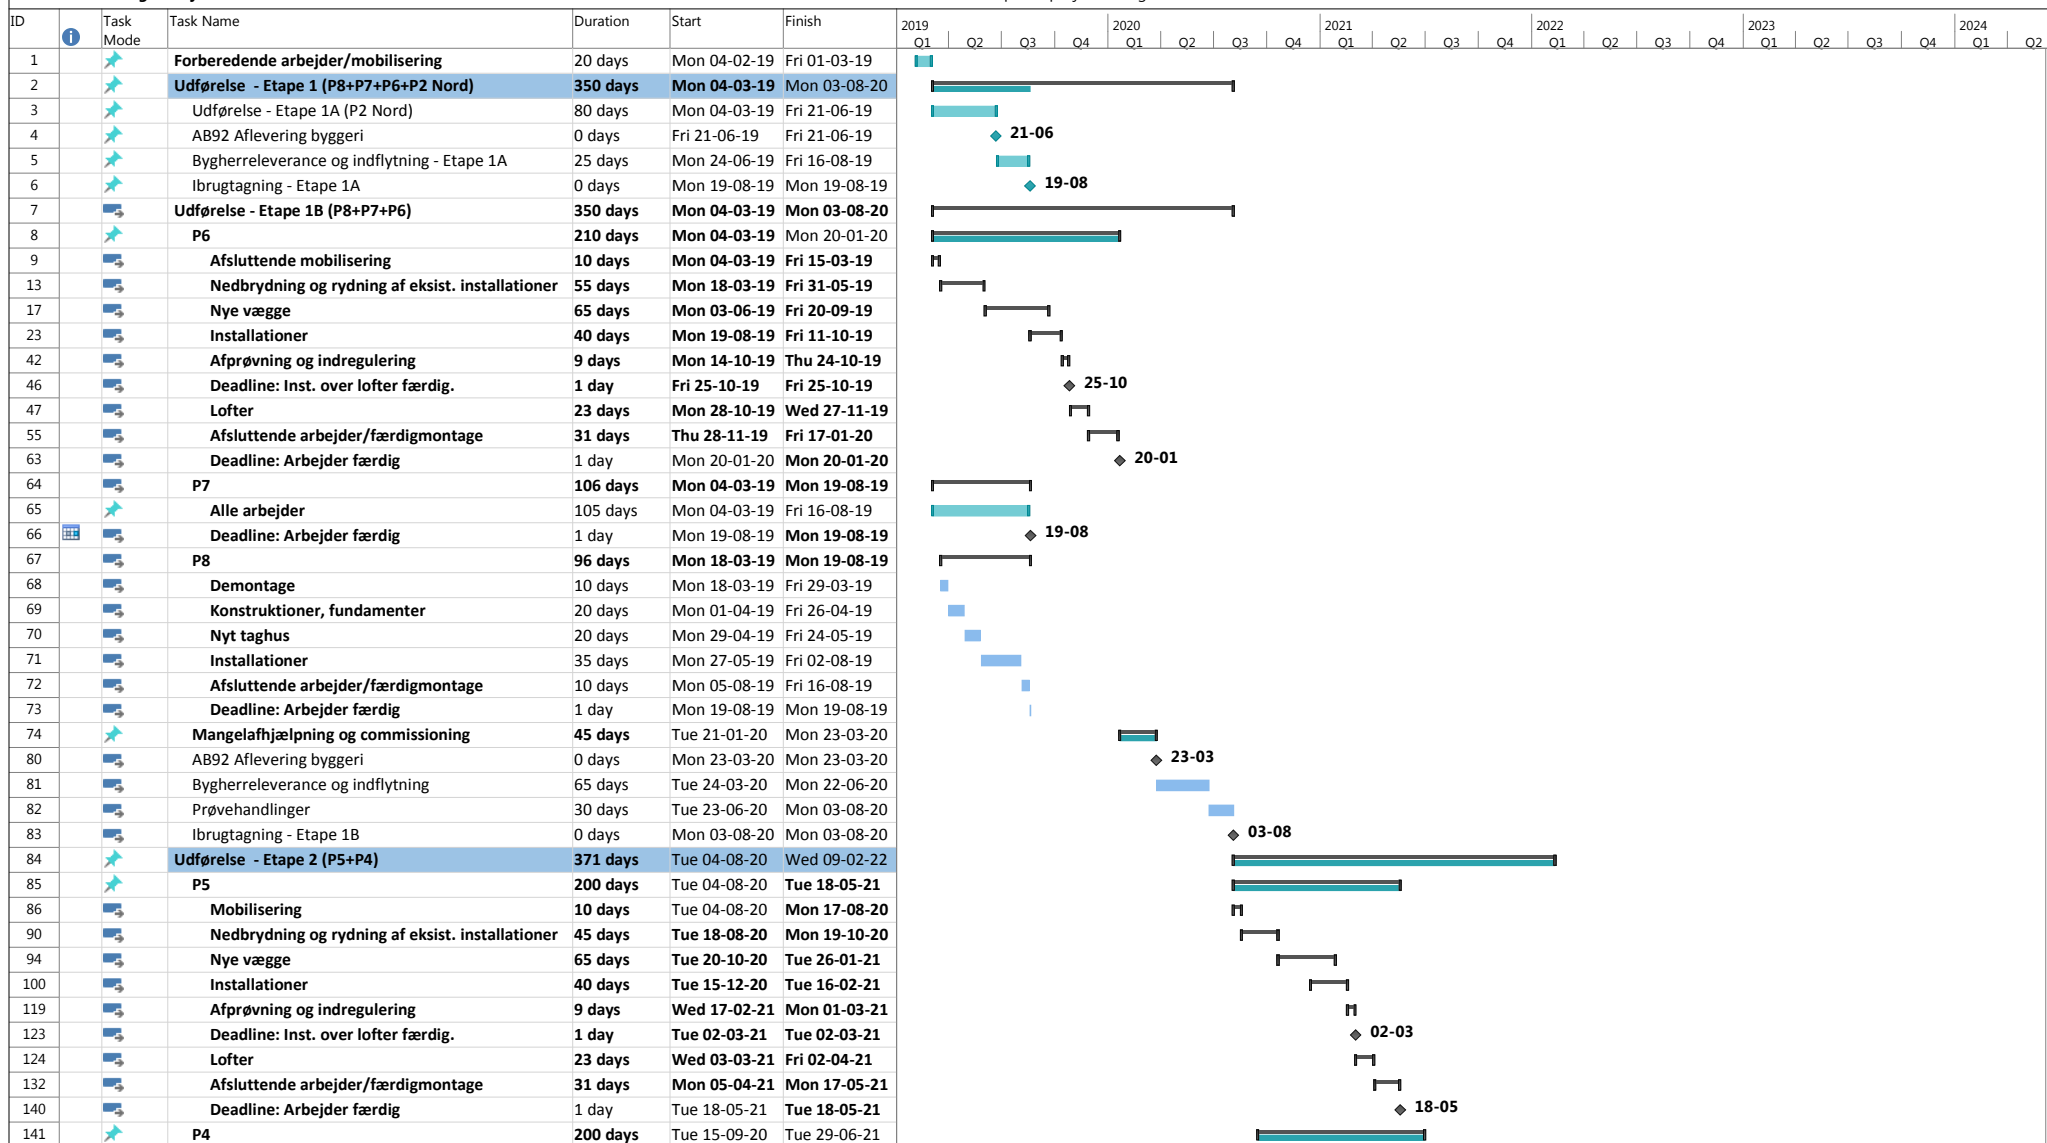 ID Task Mode Task Name Duration Start Finish 2019 2020 2021 2022 2023 2024
Q1 Q2 Q3 Q4 Q1 Q2 Q3 Q4 Q1 Q2 Q3 Q4 Q1 Q2 Q3 Q4 Q1 Q2 Q3 Q4 Q1 Q2
1 Forberedende arbejder/mobilisering 20 days Mon 04-02-19 Fri 01-03-19
2 Udførelse - Etape 1 (P8+P7+P6+P2 Nord) 350 days Mon 04-03-19 Mon 03-08-20
3 Udførelse - Etape 1A (P2 Nord) 80 days Mon 04-03-19 Fri 21-06-19
4 AB92 Aflevering byggeri 0 days Fri 21-06-19 Fri 21-06-19 21-06
5 Bygherreleverance og indflytning - Etape 1A 25 days Mon 24-06-19 Fri 16-08-19
6 Ibrugtagning - Etape 1A 0 days Mon 19-08-19 Mon 19-08-19 19-08
7 Udførelse - Etape 1B (P8+P7+P6) 350 days Mon 04-03-19 Mon 03-08-20
8 P6 210 days Mon 04-03-19 Mon 20-01-20
9 Afsluttende mobilisering 10 days Mon 04-03-19 Fri 15-03-19
13 Nedbrydning og rydning af eksist. installationer 55 days Mon 18-03-19 Fri 31-05-19
17 Nye vægge 65 days Mon 03-06-19 Fri 20-09-19
23 Installationer 40 days Mon 19-08-19 Fri 11-10-19
42 Afprøvning og indregulering 9 days Mon 14-10-19 Thu 24-10-19
46 Deadline: Inst. over lofter færdig. 1 day Fri 25-10-19 Fri 25-10-19 25-10
47 Lofter 23 days Mon 28-10-19 Wed 27-11-19
55 Afsluttende arbejder/færdigmontage 31 days Thu 28-11-19 Fri 17-01-20
63 Deadline: Arbejder færdig 1 day Mon 20-01-20 Mon 20-01-20 20-01
64 P7 106 days Mon 04-03-19 Mon 19-08-19
65 Alle arbejder 105 days Mon 04-03-19 Fri 16-08-19
66 Deadline: Arbejder færdig 1 day Mon 19-08-19 Mon 19-08-19 19-08
67 P8 96 days Mon 18-03-19 Mon 19-08-19
68 Demontage 10 days Mon 18-03-19 Fri 29-03-19
69 Konstruktioner, fundamenter 20 days Mon 01-04-19 Fri 26-04-19
70 Nyt taghus 20 days Mon 29-04-19 Fri 24-05-19
71 Installationer 35 days Mon 27-05-19 Fri 02-08-19
72 Afsluttende arbejder/færdigmontage 10 days Mon 05-08-19 Fri 16-08-19
73 Deadline: Arbejder færdig 1 day Mon 19-08-19 Mon 19-08-19
74 Mangelafhjælpning og commissioning 45 days Tue 21-01-20 Mon 23-03-20
80 AB92 Aflevering byggeri 0 days Mon 23-03-20 Mon 23-03-20 23-03
81 Bygherreleverance og indflytning 65 days Tue 24-03-20 Mon 22-06-20
82 Prøvehandlinger 30 days Tue 23-06-20 Mon 03-08-20
83 Ibrugtagning - Etape 1B 0 days Mon 03-08-20 Mon 03-08-20 03-08
84 Udførelse - Etape 2 (P5+P4) 371 days Tue 04-08-20 Wed 09-02-22
85 P5 200 days Tue 04-08-20 Tue 18-05-21
86 Mobilisering 10 days Tue 04-08-20 Mon 17-08-20
90 Nedbrydning og rydning af eksist. installationer 45 days Tue 18-08-20 Mon 19-10-20
94 Nye vægge 65 days Tue 20-10-20 Tue 26-01-21
100 Installationer 40 days Tue 15-12-20 Tue 16-02-21
119 Afprøvning og indregulering 9 days Wed 17-02-21 Mon 01-03-21
123 Deadline: Inst. over lofter færdig. 1 day Tue 02-03-21 Tue 02-03-21 02-03
124 Lofter 23 days Wed 03-03-21 Fri 02-04-21
132 Afsluttende arbejder/færdigmontage 31 days Mon 05-04-21 Mon 17-05-21
140 Deadline: Arbejder færdig 1 day Tue 18-05-21 Tue 18-05-21 18-05
141 P4 200 days Tue 15-09-20 Tue 29-06-21